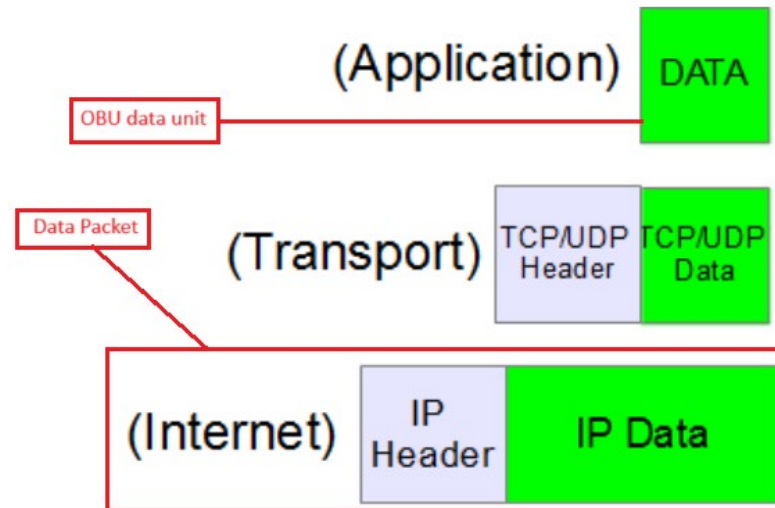 (Application) DATA
OBU data unit
Data Packet
(Transport) TCP/UDP Header TCP/UDP Data
(Internet) IP Header IP Data